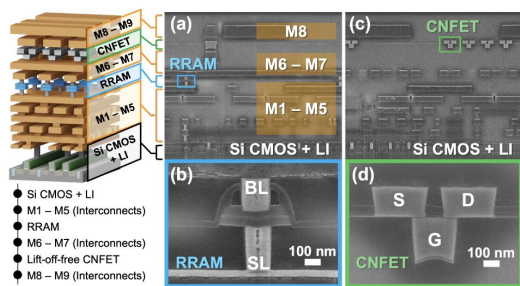 M8 – M9
CNFET
M6 – M7
RRAM
M1 – M5
Si CMOS
+ LI
Si CMOS + LI
M1 – M5 (Interconnects)
RRAM
M6 – M7 (Interconnects)
Lift-off-free CNFET
M8 – M9 (Interconnects)
(a)
M8
RRAM
M6 – M7
M1 – M5
Si CMOS + LI
(c)
CNFET
Si CMOS + LI
(b)
BL
SL
RRAM
100 nm
(d)
S
D
G
CNFET
100 nm